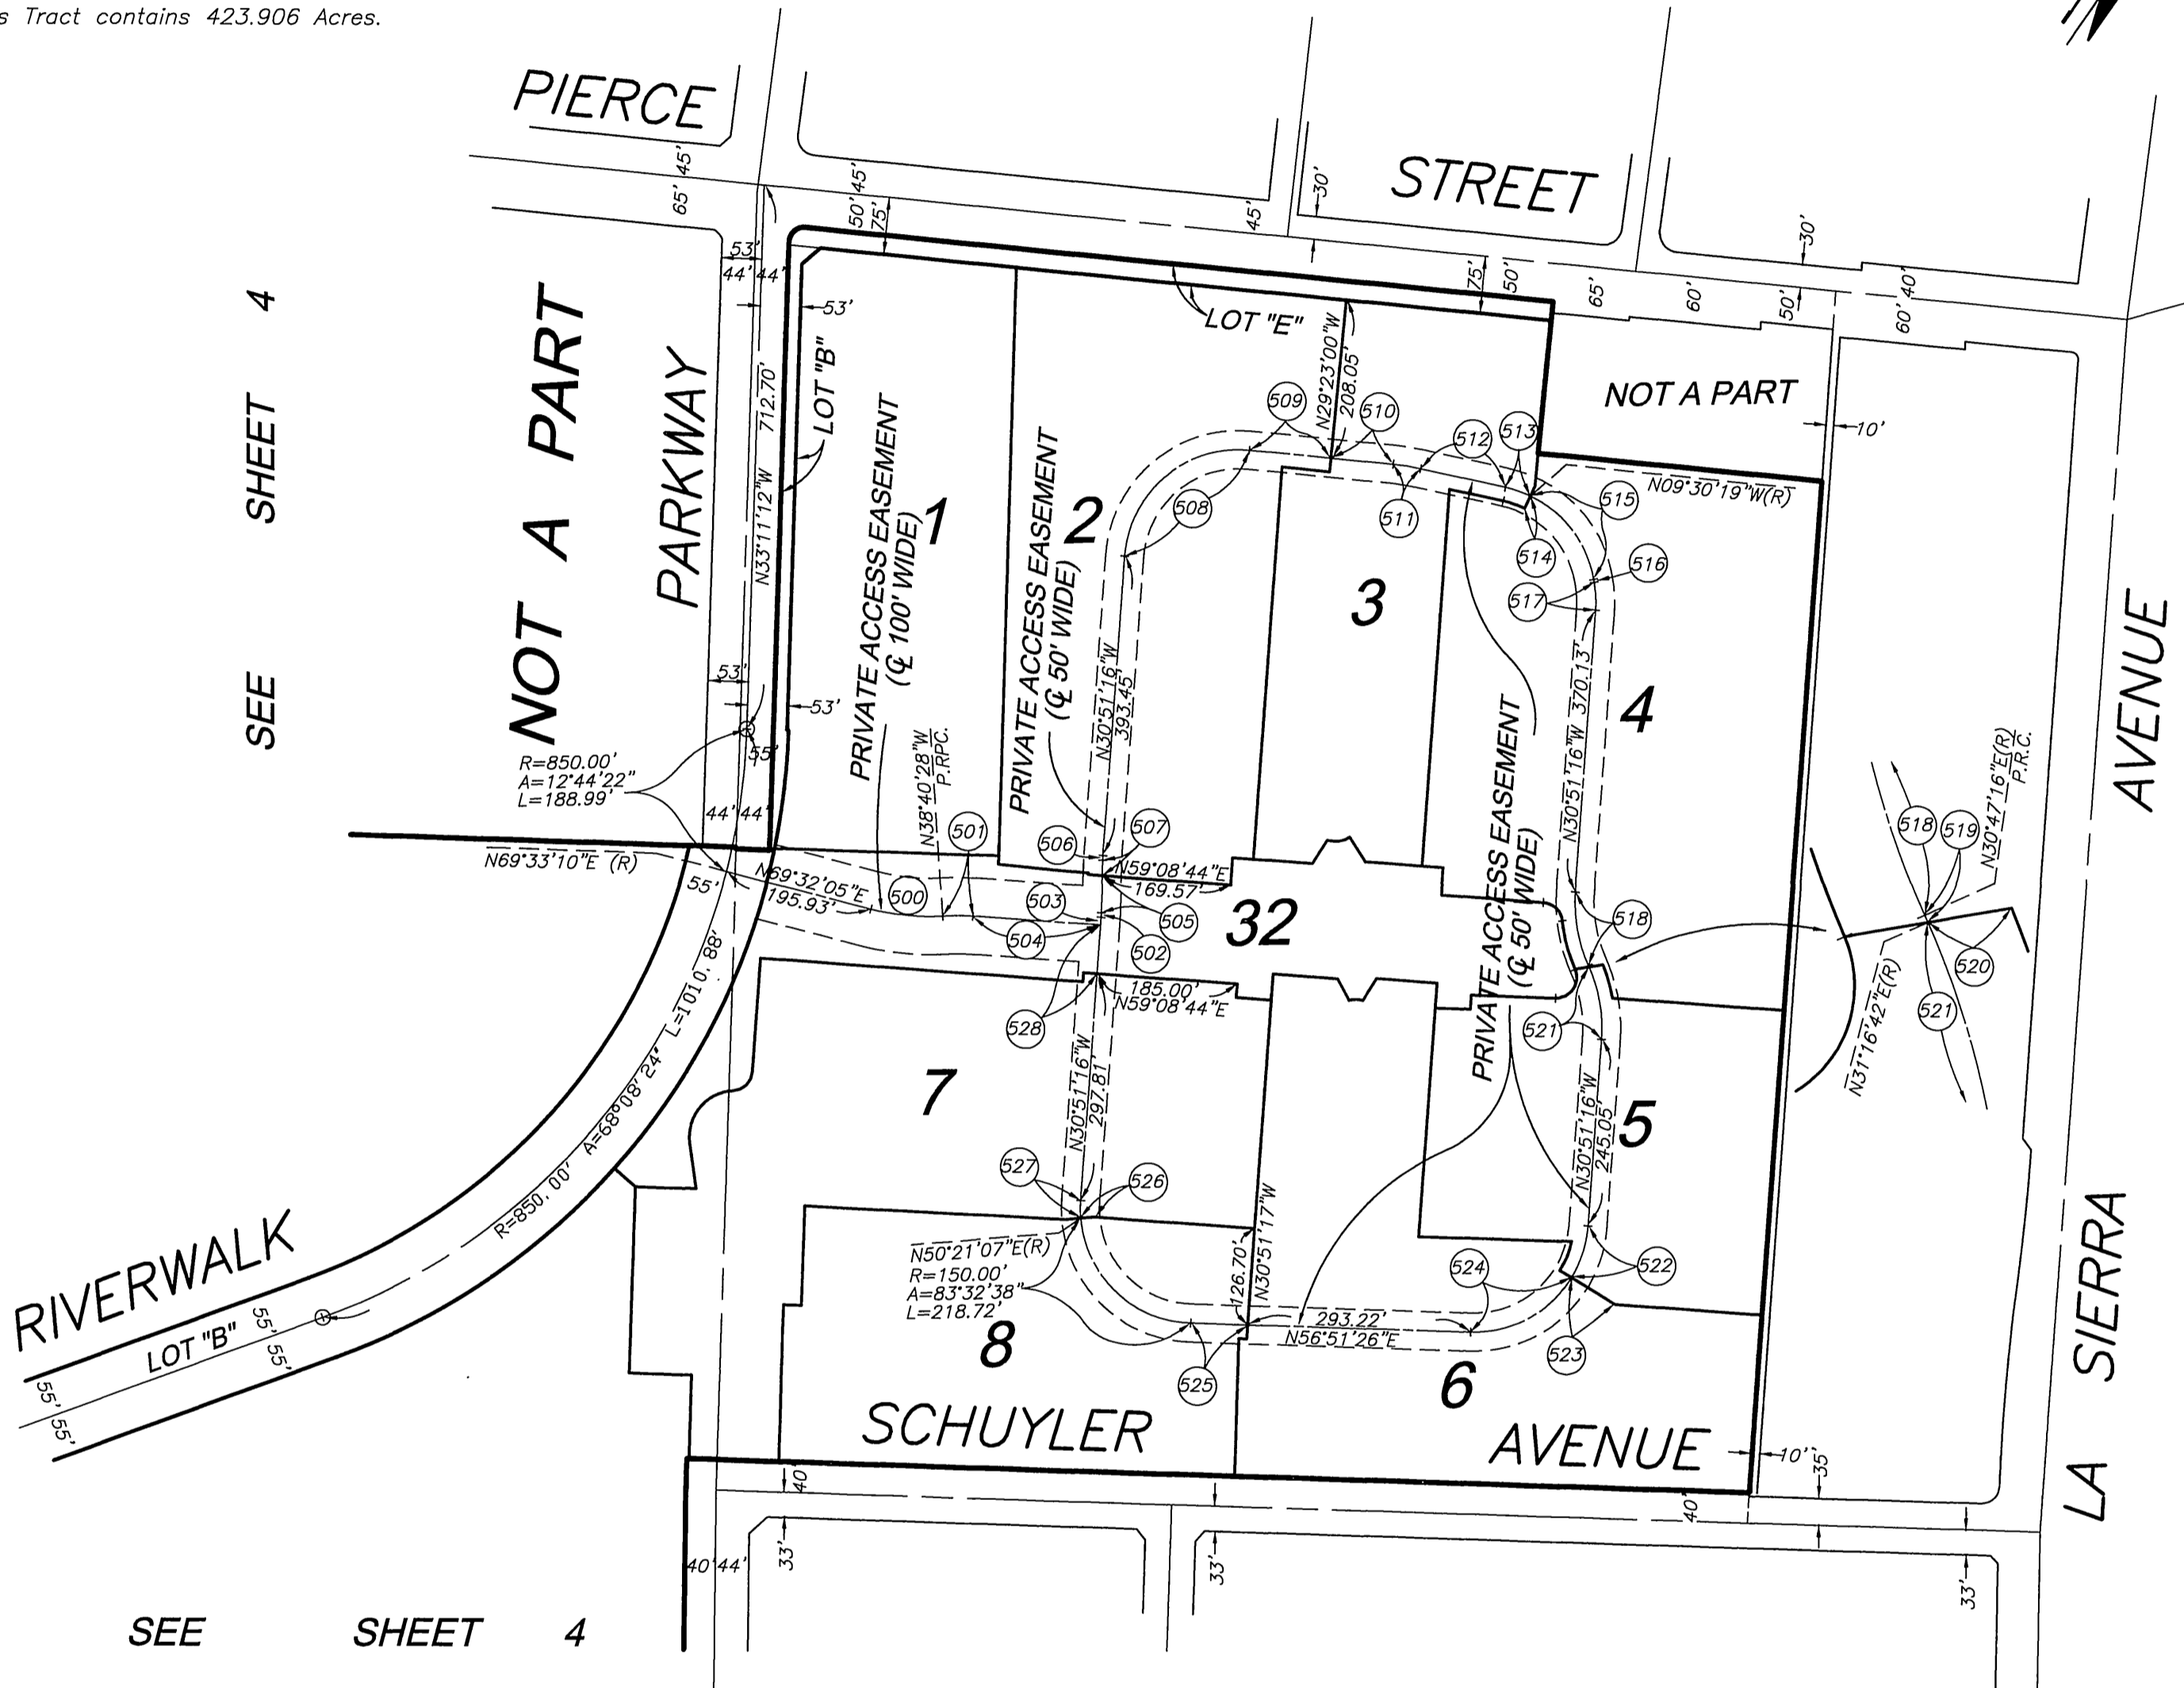 s Tract contains 423.906 Acres.
PIERCE
STREET
65' 45'
50' 45'
75'
45'
30'
75'
50'
65'
60'
50'
30'
60' 40'
53'
44' 44'
53'
LOT "E"
LOT "B"
NOT A PART
10'
SEE SHEET 4
NOT A PART
PARKWAY
N33°11'12"W 712.70'
PRIVATE ACCESS EASEMENT
(℄ 100' WIDE)
1
PRIVATE ACCESS EASEMENT
(℄ 50' WIDE)
2
N29°23'00"W
208.05'
509
510
512
513
508
511
514
515
N09°30'19"W(R)
516
517
3
4
N30°51'16"W
393.45'
N30°51'16"W 370.13'
PRIVATE ACCESS EASEMENT
(℄ 50' WIDE)
53'
53'
55'
R=850.00'
Δ=12°44'22"
L=188.99'
44' 44'
N38°40'28"W
P.RPC.
501
506
507
N69°33'10"E (R)
55'
N69°32'05"E
195.93'
500
503
504
505
502
N59°08'44"E
169.57'
32
518
518
519
N30°47'16"E(R)
P.R.C.
520
521
N31°16'42"E(R)
AVENUE
528
185.00'
N59°08'44"E
521
7
N30°51'16"W
297.81'
5
N30°51'16"W
245.05'
R=850.00' Δ=68°08'24" L=1010.88'
527
526
N50°21'07"E(R)
R=150.00'
Δ=83°32'38"
L=218.72'
126.70'
N30°51'17"W
524
522
293.22'
N56°51'26"E
523
525
8
6
RIVERWALK
LOT "B"
55' 55'
55' 55'
SCHUYLER
AVENUE
LA SIERRA
10'
35'
40'
40'
33'
33'
33'
40' 44'
SEE SHEET 4